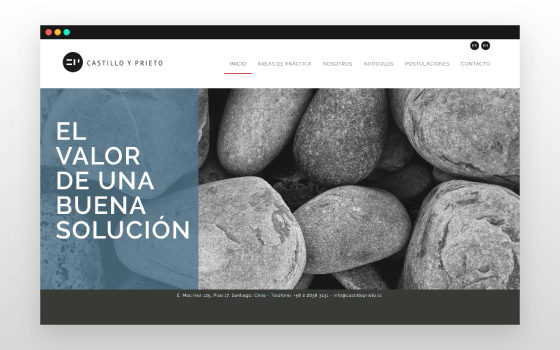 ES EN
CASTILLO Y PRIETO
INICIO ÁREAS DE PRÁCTICA NOSOTROS ARTÍCULOS POSTULACIONES CONTACTO
EL
VALOR
DE UNA
BUENA
SOLUCIÓN
E. Mac Iver 125, Piso 17, Santiago, Chile - Teléfono: +56 2 2638 3131 - info@castilloprieto.cl